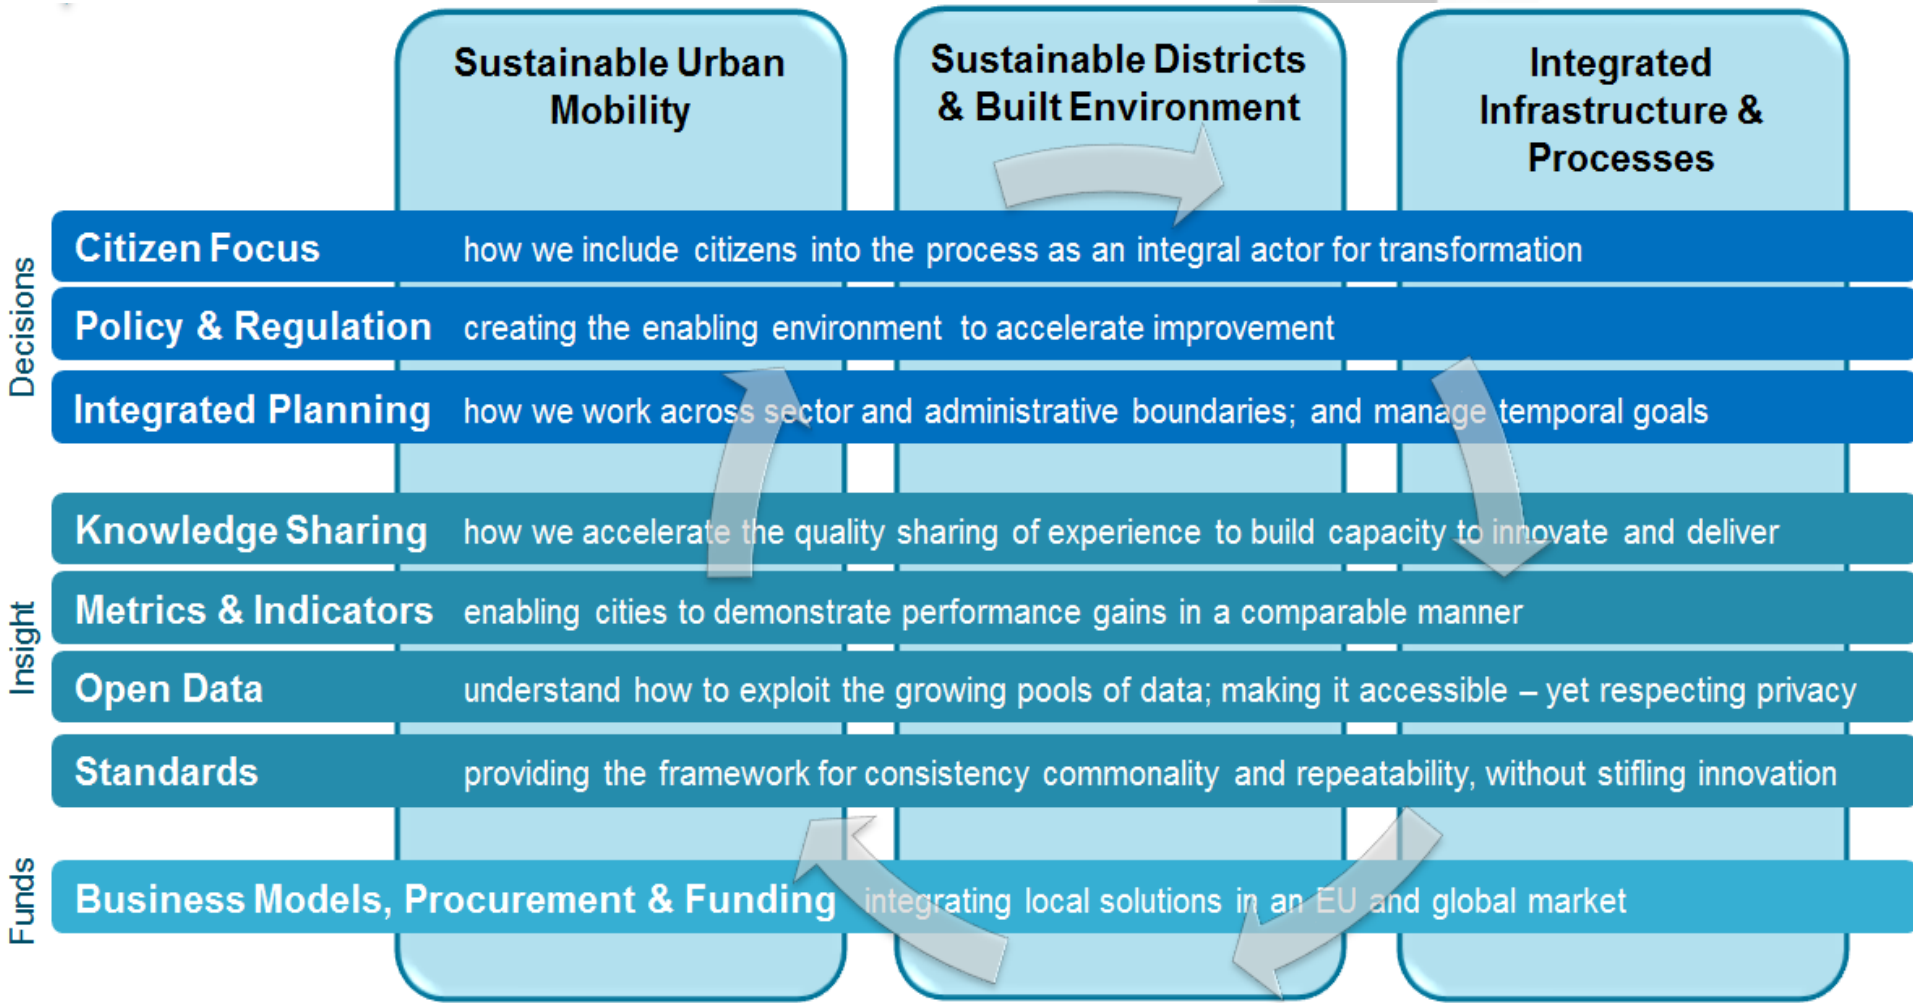 Sustainable Urban
Mobility
Sustainable Districts
& Built Environment
Integrated
Infrastructure &
Processes
Decisions
Citizen Focus how we include citizens into the process as an integral actor for transformation
Policy & Regulation creating the enabling environment to accelerate improvement
Integrated Planning how we work across sector and administrative boundaries; and manage temporal goals
Insight
Knowledge Sharing how we accelerate the quality sharing of experience to build capacity to innovate and deliver
Metrics & Indicators enabling cities to demonstrate performance gains in a comparable manner
Open Data understand how to exploit the growing pools of data; making it accessible – yet respecting privacy
Standards providing the framework for consistency commonality and repeatability, without stifling innovation
Funds
Business Models, Procurement & Funding integrating local solutions in an EU and global market